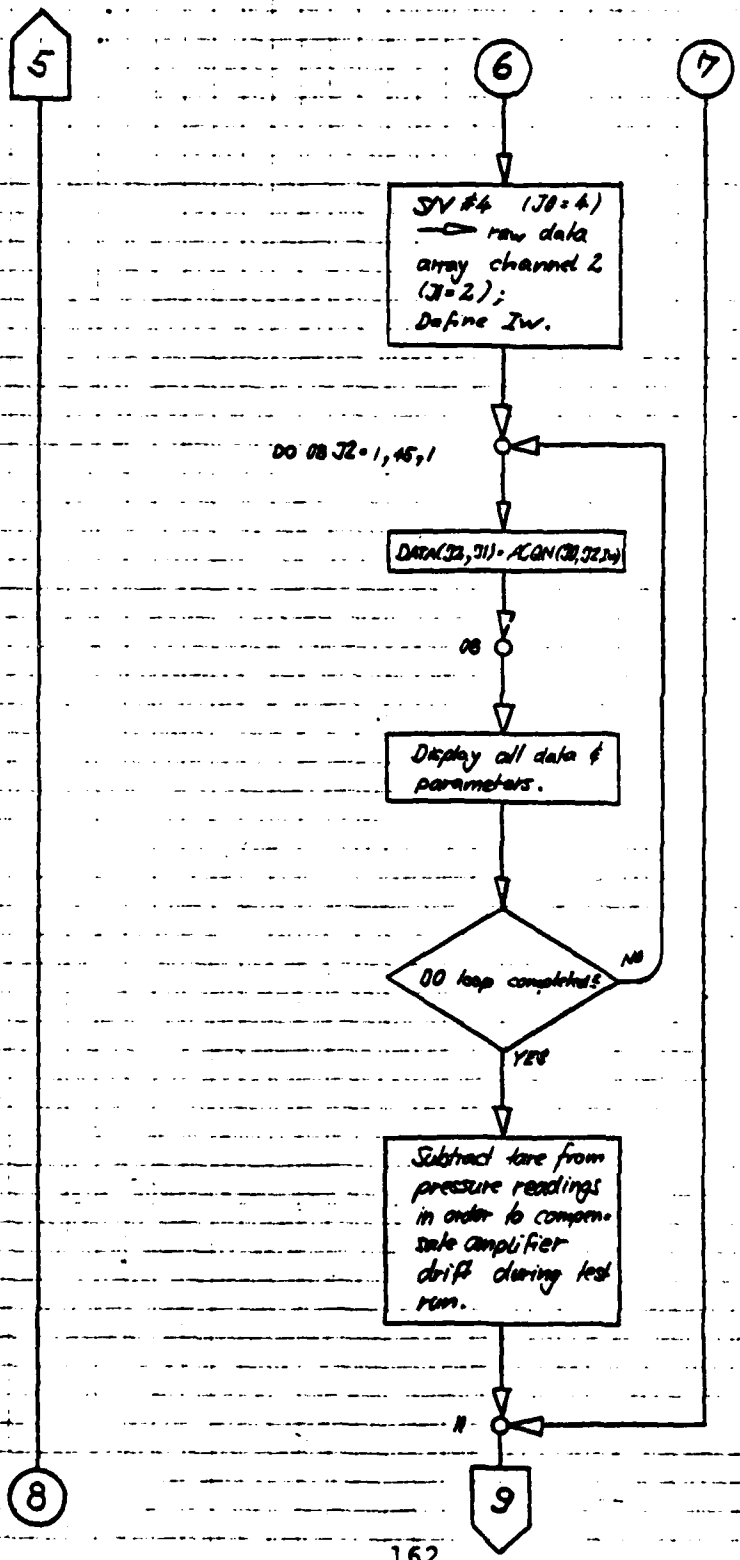 5
6
7
S/V #4 (J0=4)
raw data
array channel 2
(J1=2);
Define Iw.
DO 08 J2=1,45,1
DATA(J2,J1)=ACQN(J0,J2,Iw)
08
Display all data &
parameters.
DO loop completed?
NO
YES
Subtract tare from
pressure readings
in order to compen-
sate amplifier
drift during test
run.
11
8
9
162